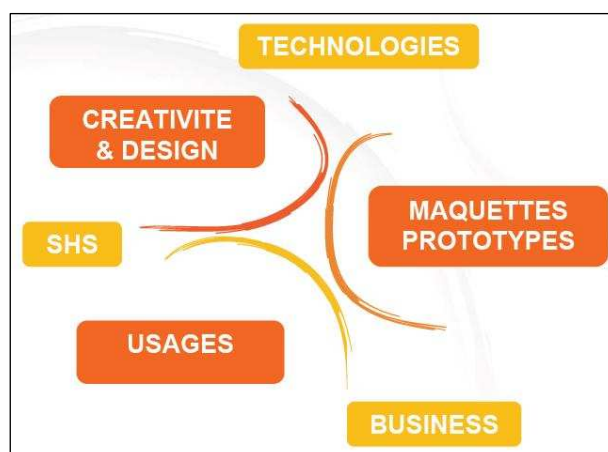 TECHNOLOGIES
CREATIVITE
& DESIGN
MAQUETTES
PROTOTYPES
SHS
USAGES
BUSINESS